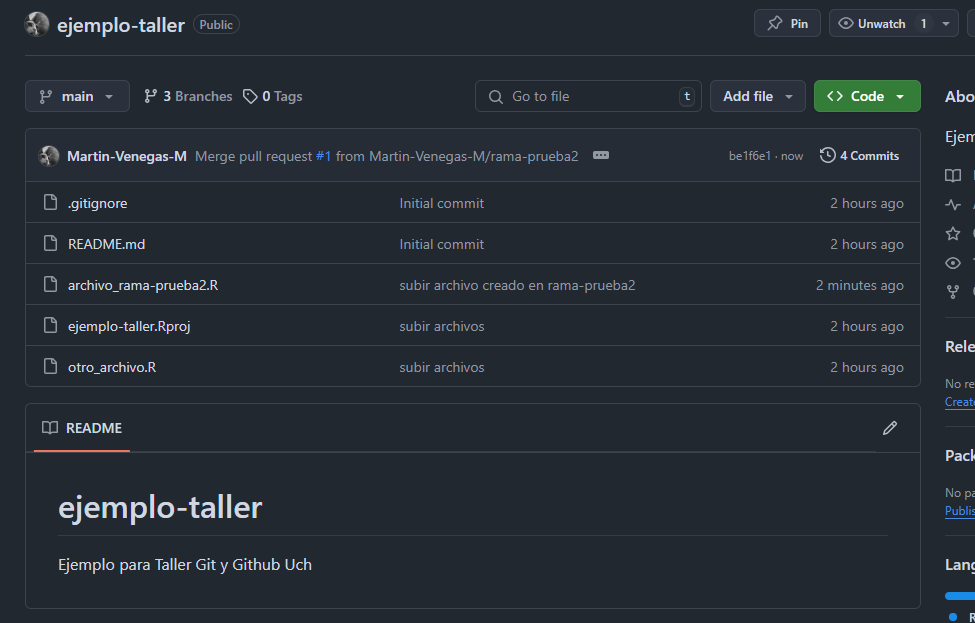 ejemplo-taller Public Pin Unwatch 1
main 3 Branches 0 Tags Go to file t Add file Code
Martin-Venegas-M Merge pull request #1 from Martin-Venegas-M/rama-prueba2 be1f6e1 · now 4 Commits
.gitignore Initial commit 2 hours ago
README.md Initial commit 2 hours ago
archivo_rama-prueba2.R subir archivo creado en rama-prueba2 2 minutes ago
ejemplo-taller.Rproj subir archivos 2 hours ago
otro_archivo.R subir archivos 2 hours ago
README
ejemplo-taller
Ejemplo para Taller Git y Github Uch
Abo
Ejem
Rele
No re
Create
Pack
No pa
Publis
Lang